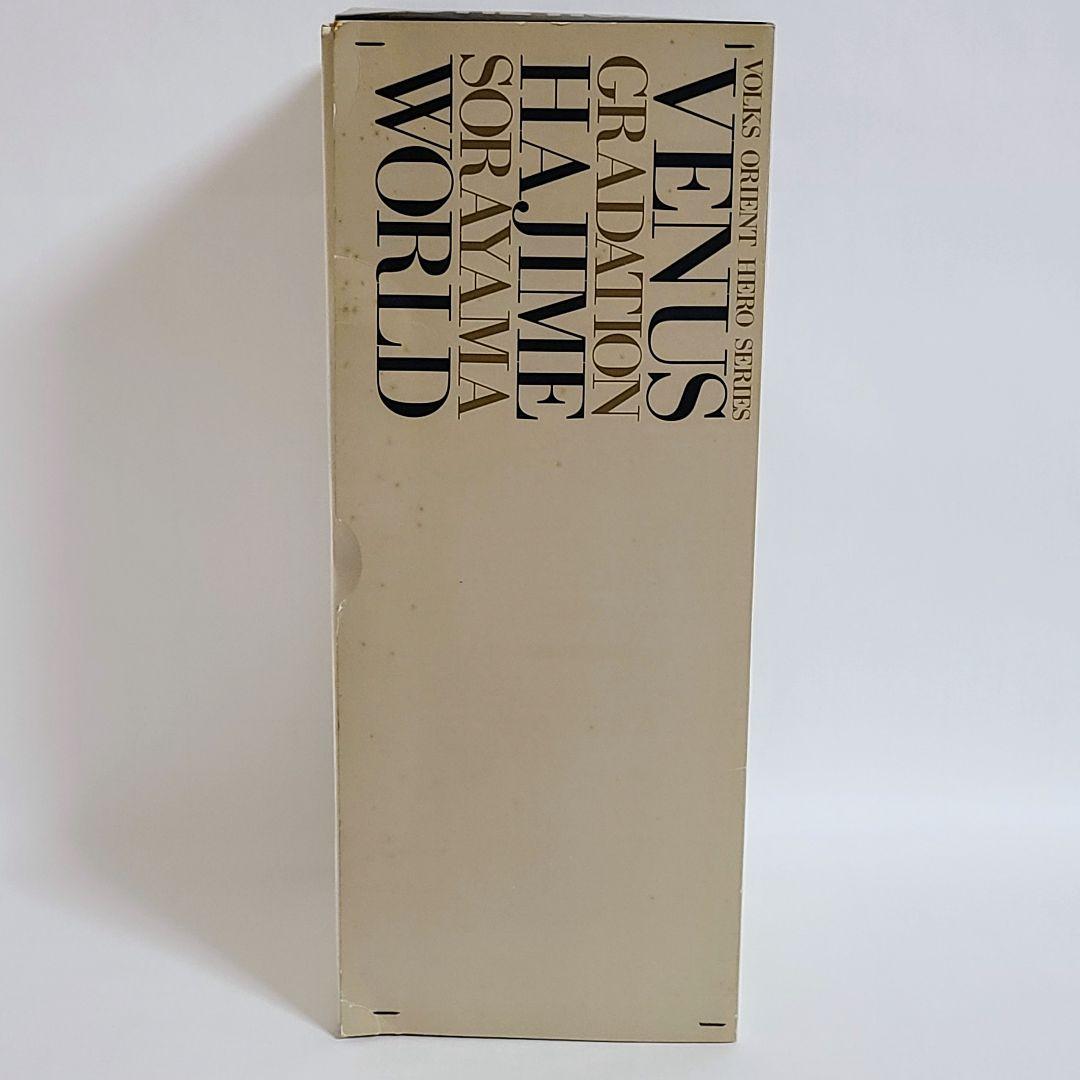 VOLKS ORIENT HERO SERIES
VENUS
GRADATION
HAJIME
SORAYAMA
WORLD